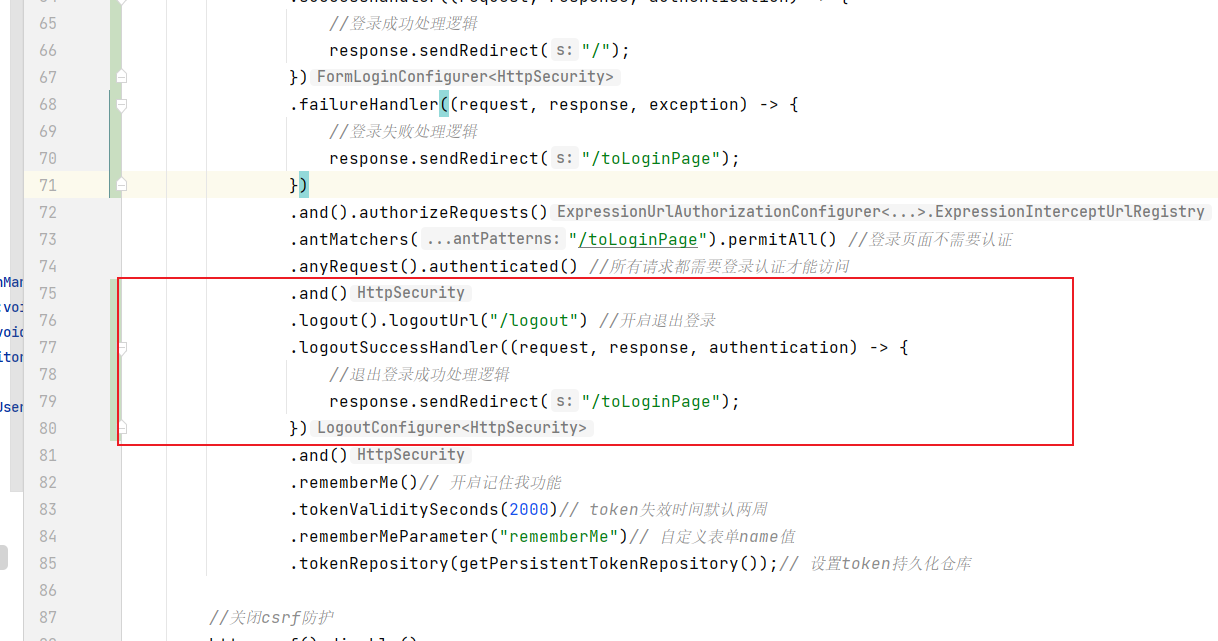 65 //登录成功处理逻辑
66 response.sendRedirect( s: "/");
67 }) FormLoginConfigurer<HttpSecurity>
68 .failureHandler((request, response, exception) -> {
69 //登录失败处理逻辑
70 response.sendRedirect( s: "/toLoginPage");
71 })
72 .and().authorizeRequests() ExpressionUrlAuthorizationConfigurer<...>.ExpressionInterceptUrlRegistry
73 .antMatchers( ...antPatterns: "/toLoginPage").permitAll() //登录页面不需要认证
74 .anyRequest().authenticated() //所有请求都需要登录认证才能访问
75 .and() HttpSecurity
76 .logout().logoutUrl("/logout") //开启退出登录
77 .logoutSuccessHandler((request, response, authentication) -> {
78 //退出登录成功处理逻辑
79 response.sendRedirect( s: "/toLoginPage");
80 }) LogoutConfigurer<HttpSecurity>
81 .and() HttpSecurity
82 .rememberMe()// 开启记住我功能
83 .tokenValiditySeconds(2000)// token失效时间默认两周
84 .rememberMeParameter("rememberMe")// 自定义表单name值
85 .tokenRepository(getPersistentTokenRepository());// 设置token持久化仓库
86
87 //关闭csrf防护